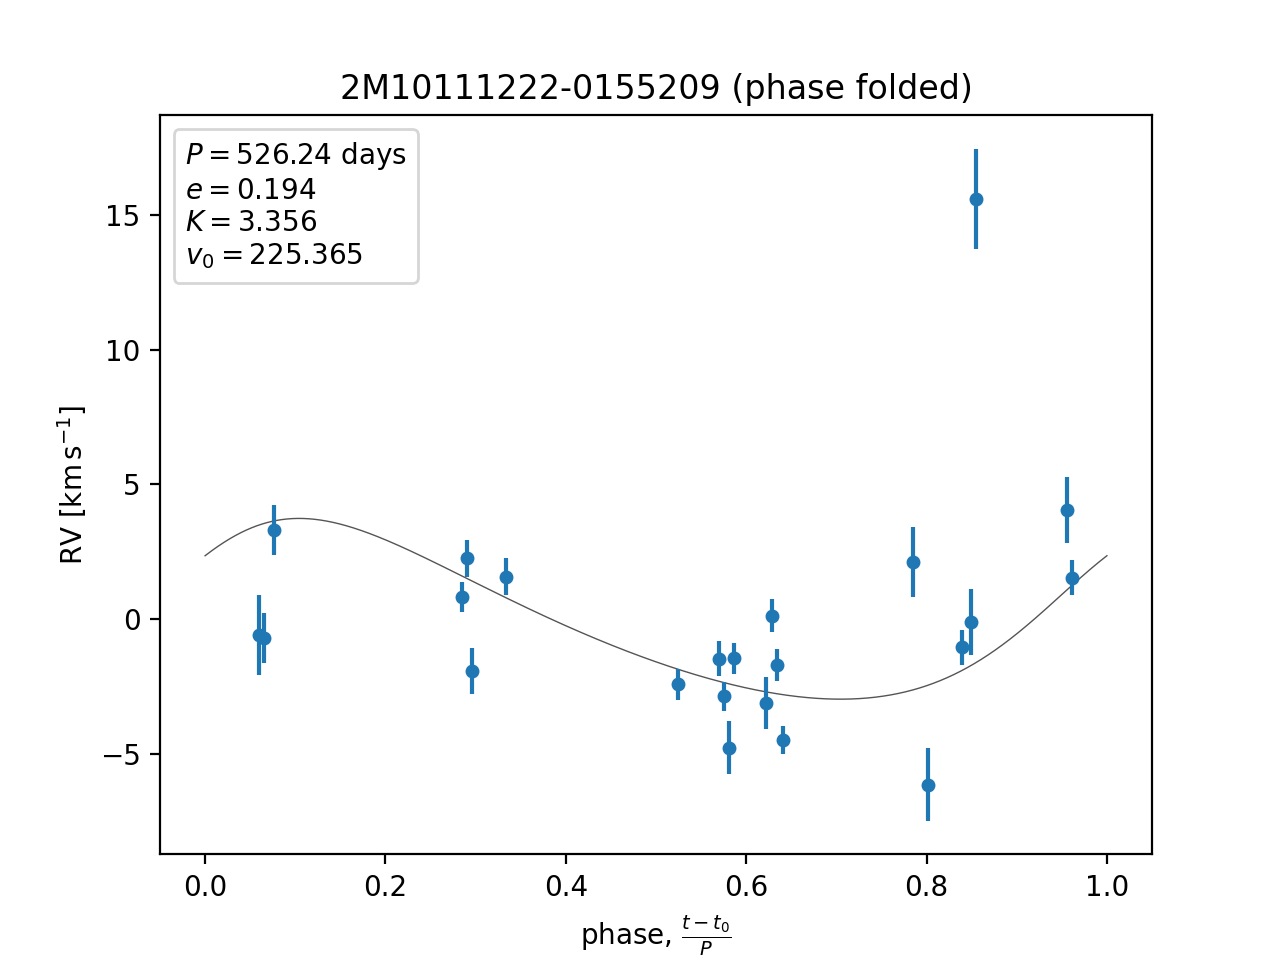 2M10111222-0155209 (phase folded)
P = 526.24 days
e = 0.194
K = 3.356
v₀ = 225.365
15
10
5
0
−5
RV [km s⁻¹]
0.0 0.2 0.4 0.6 0.8 1.0
phase, (t − t₀)/P